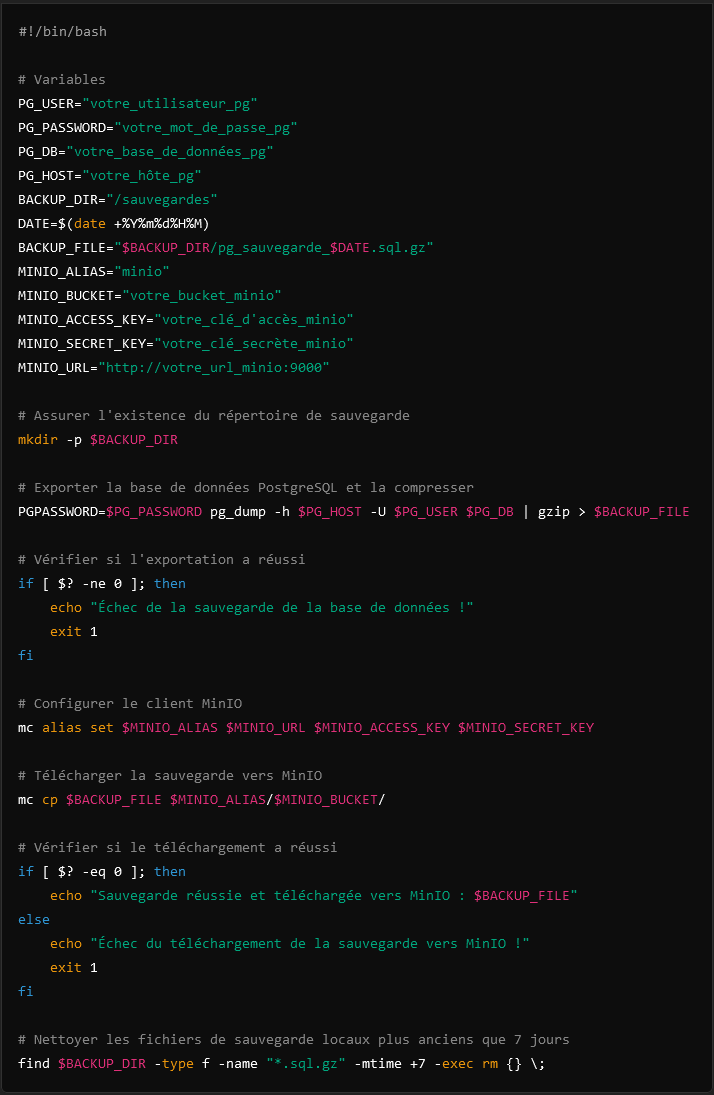 #!/bin/bash

# Variables
PG_USER="votre_utilisateur_pg"
PG_PASSWORD="votre_mot_de_passe_pg"
PG_DB="votre_base_de_données_pg"
PG_HOST="votre_hôte_pg"
BACKUP_DIR="/sauvegardes"
DATE=$(date +%Y%m%d%H%M)
BACKUP_FILE="$BACKUP_DIR/pg_sauvegarde_$DATE.sql.gz"
MINIO_ALIAS="minio"
MINIO_BUCKET="votre_bucket_minio"
MINIO_ACCESS_KEY="votre_clé_d'accès_minio"
MINIO_SECRET_KEY="votre_clé_secrète_minio"
MINIO_URL="http://votre_url_minio:9000"

# Assurer l'existence du répertoire de sauvegarde
mkdir -p $BACKUP_DIR

# Exporter la base de données PostgreSQL et la compresser
PGPASSWORD=$PG_PASSWORD pg_dump -h $PG_HOST -U $PG_USER $PG_DB | gzip > $BACKUP_FILE

# Vérifier si l'exportation a réussi
if [ $? -ne 0 ]; then
    echo "Échec de la sauvegarde de la base de données !"
    exit 1
fi

# Configurer le client MinIO
mc alias set $MINIO_ALIAS $MINIO_URL $MINIO_ACCESS_KEY $MINIO_SECRET_KEY

# Télécharger la sauvegarde vers MinIO
mc cp $BACKUP_FILE $MINIO_ALIAS/$MINIO_BUCKET/

# Vérifier si le téléchargement a réussi
if [ $? -eq 0 ]; then
    echo "Sauvegarde réussie et téléchargée vers MinIO : $BACKUP_FILE"
else
    echo "Échec du téléchargement de la sauvegarde vers MinIO !"
    exit 1
fi

# Nettoyer les fichiers de sauvegarde locaux plus anciens que 7 jours
find $BACKUP_DIR -type f -name "*.sql.gz" -mtime +7 -exec rm {} \;